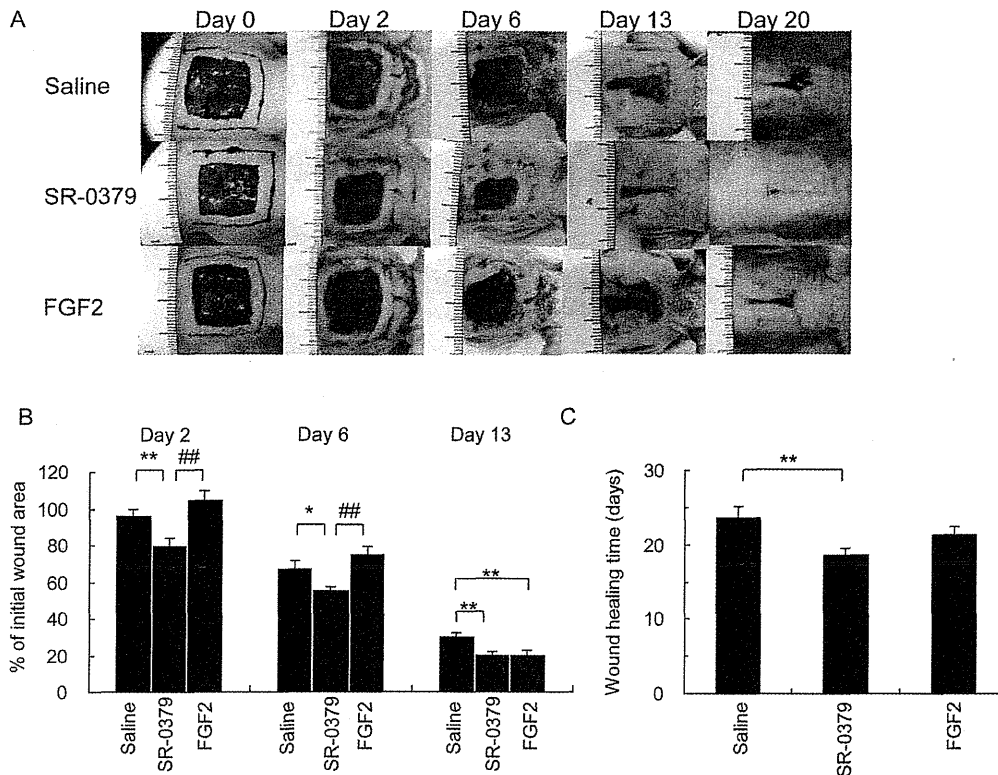 A
Day 0 Day 2 Day 6 Day 13 Day 20
Saline
SR-0379
FGF2
B
Day 2 Day 6 Day 13
** ##
* ##
**
**
% of initial wound area
120
100
80
60
40
20
0
Saline SR-0379 FGF2 Saline SR-0379 FGF2 Saline SR-0379 FGF2
C
**
Wound healing time (days)
30
20
10
0
Saline SR-0379 FGF2